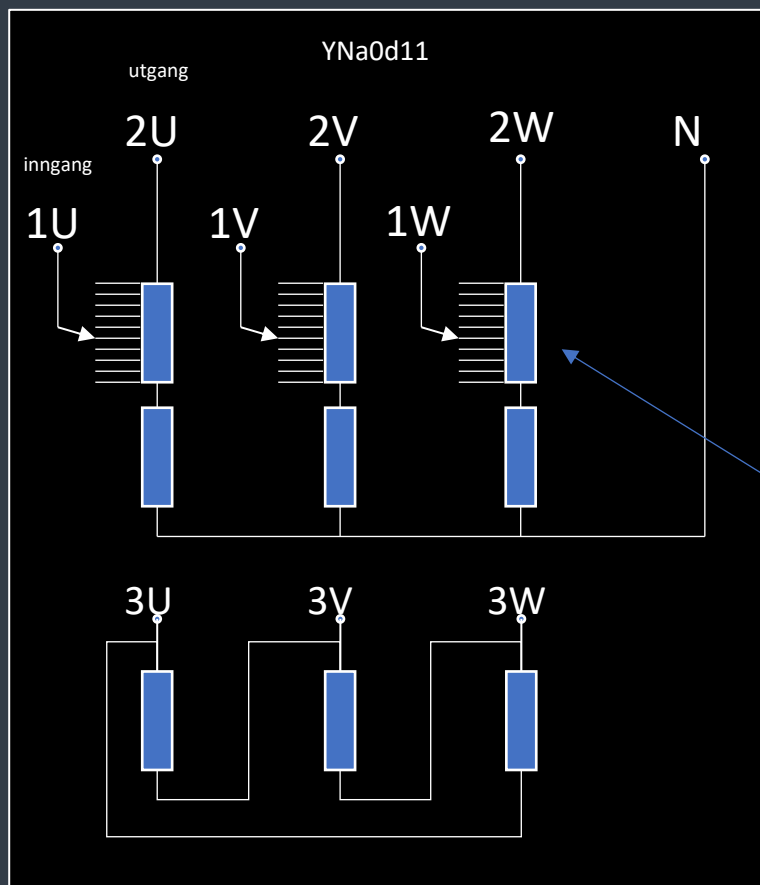 YNa0d11
utgang
2U 2V 2W N
inngang
1U 1V 1W
3U 3V 3W